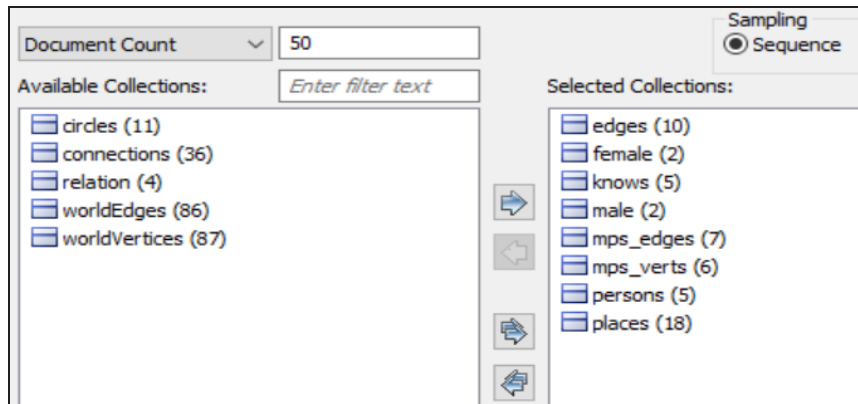 Document Count
50
Sampling
Sequence
Available Collections:
Enter filter text
Selected Collections:
circles (11)
connections (36)
relation (4)
worldEdges (86)
worldVertices (87)
edges (10)
female (2)
knows (5)
male (2)
mps_edges (7)
mps_verts (6)
persons (5)
places (18)